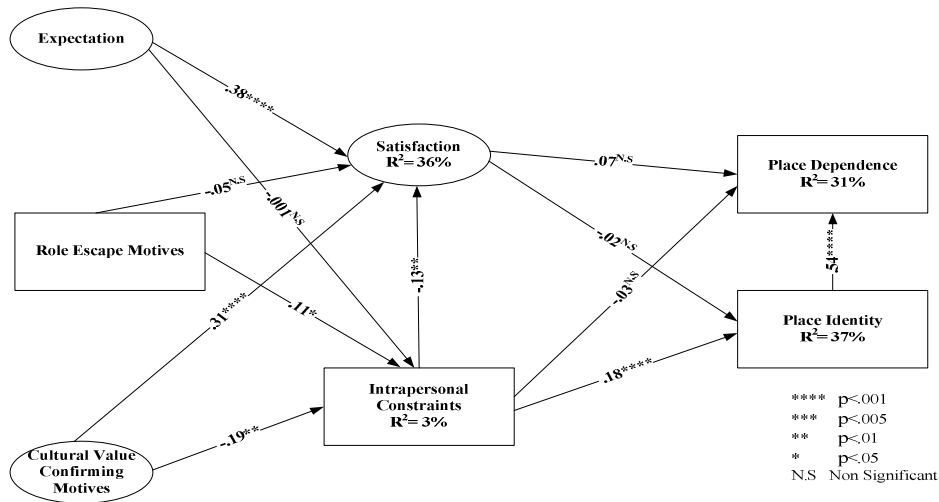 Expectation
.38****
Satisfaction
R²= 36%
.07N.S
Place Dependence
R²= 31%
-.05N.S
-.001N.S
Role Escape Motives
-.02N.S
.54****
-.13**
-.03N.S
.31****
.11*
Place Identity
R²= 37%
Intrapersonal
Constraints
R²= 3%
.18****
-.19**
Cultural Value
Confirming
Motives
**** p<.001
*** p<.005
** p<.01
* p<.05
N.S Non Significant